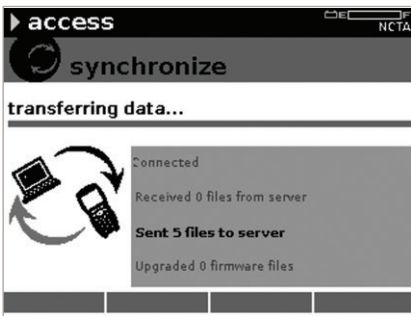 access
E F
NCTA
synchronize
transferring data...
Connected
Received 0 files from server
Sent 5 files to server
Upgraded 0 firmware files